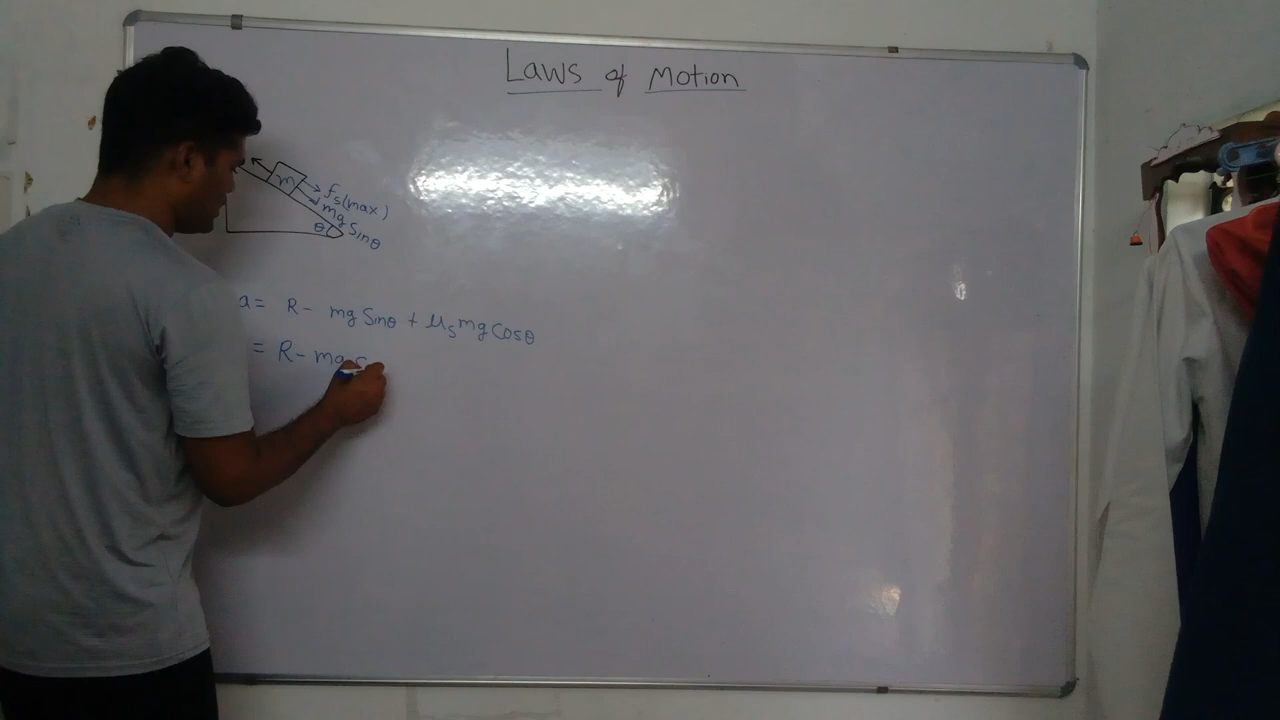 Laws of Motion
m
fs(max)
mg Sinθ
θ
a = R - mg Sinθ + μs mg Cosθ
= R - mg S